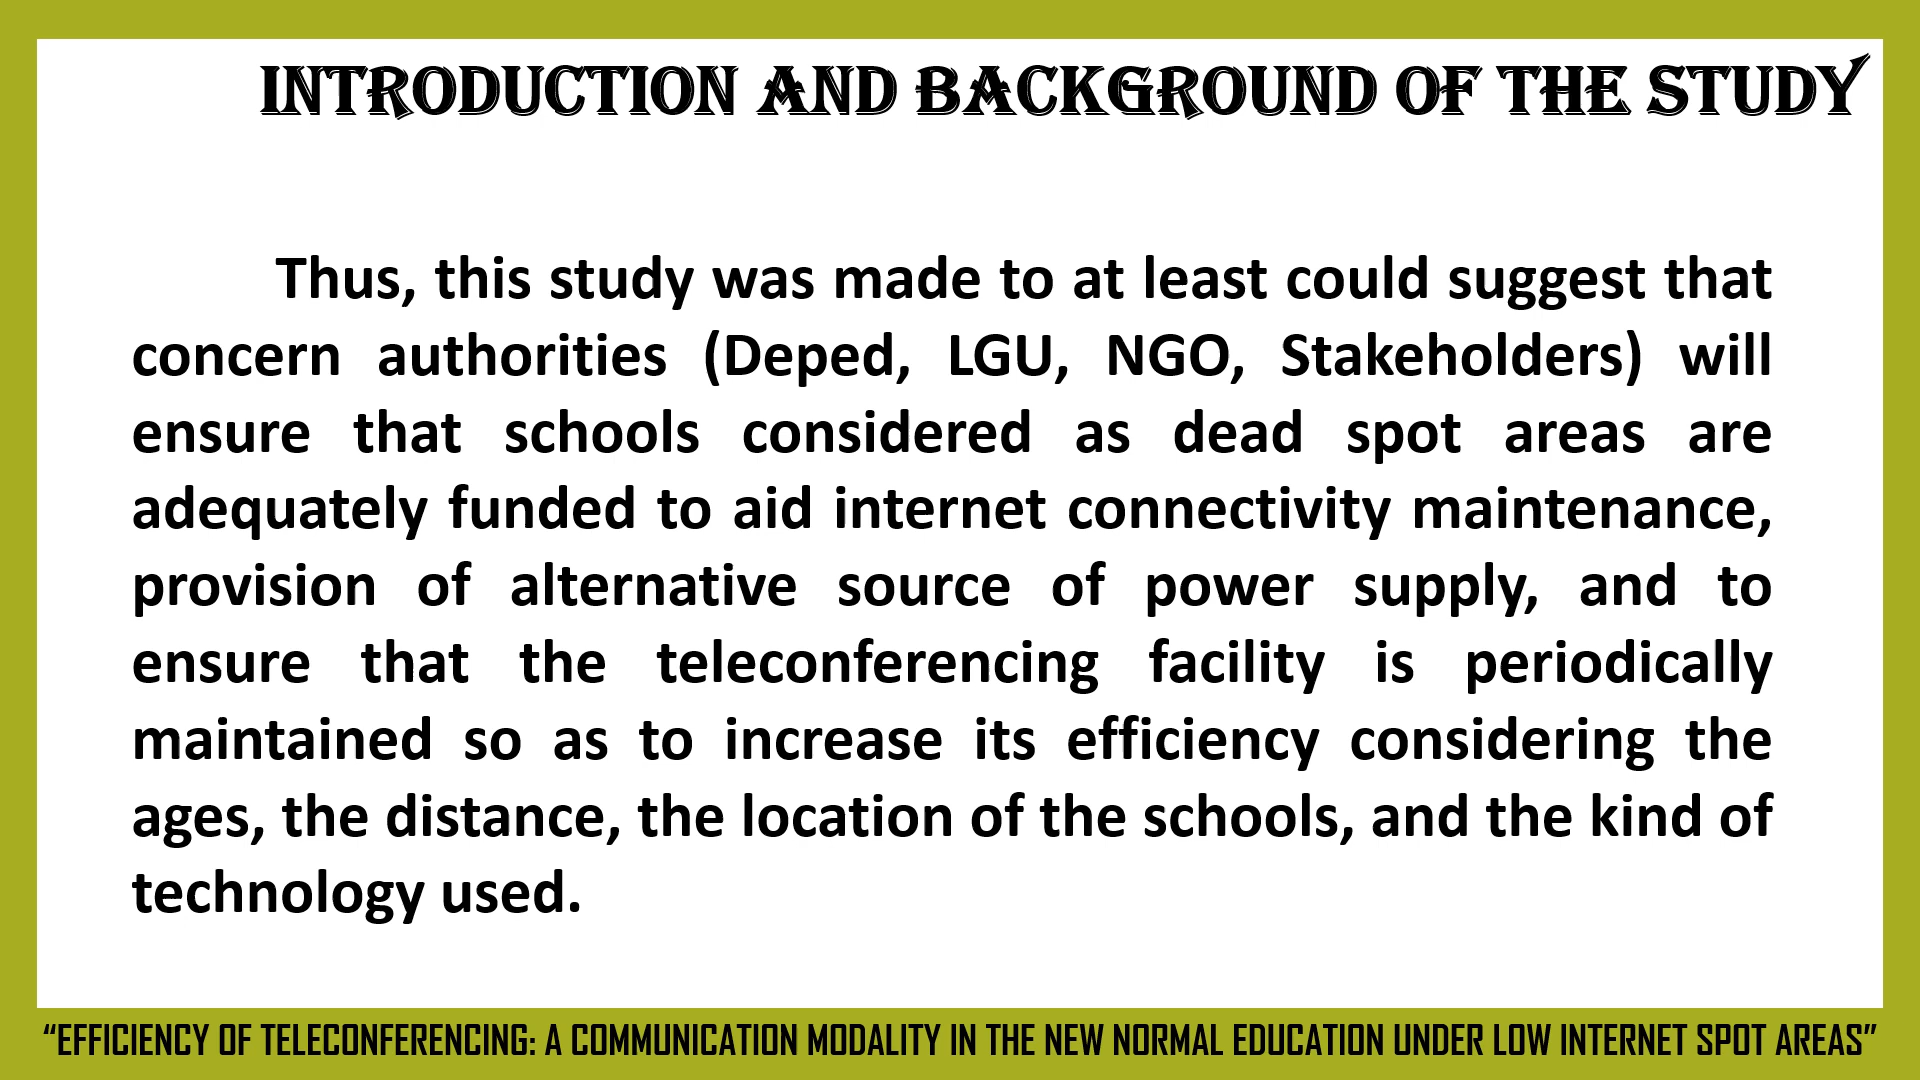 INTRODUCTION AND BACKGROUND OF THE STUDY
Thus, this study was made to at least could suggest that
concern authorities (Deped, LGU, NGO, Stakeholders) will
ensure that schools considered as dead spot areas are
adequately funded to aid internet connectivity maintenance,
provision of alternative source of power supply, and to
ensure that the teleconferencing facility is periodically
maintained so as to increase its efficiency considering the
ages, the distance, the location of the schools, and the kind of
technology used.
“EFFICIENCY OF TELECONFERENCING: A COMMUNICATION MODALITY IN THE NEW NORMAL EDUCATION UNDER LOW INTERNET SPOT AREAS”